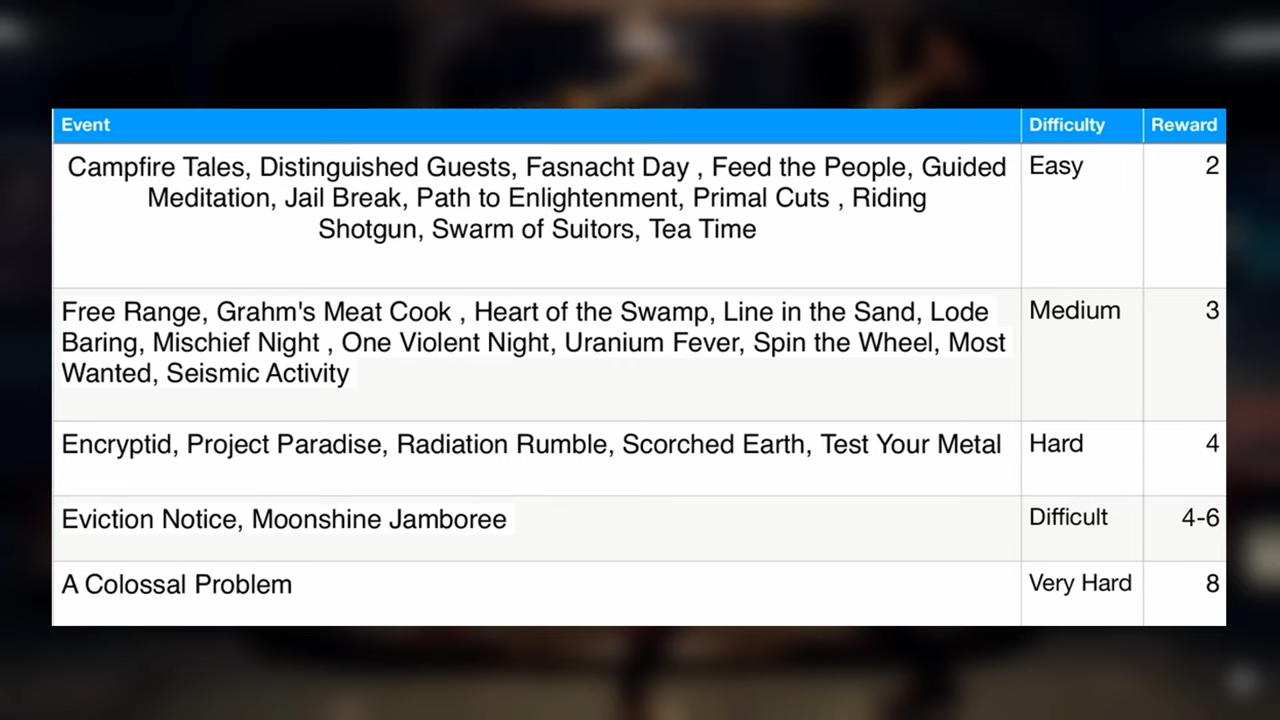 Event Difficulty Reward
Campfire Tales, Distinguished Guests, Fasnacht Day , Feed the People, Guided Easy 2
Meditation, Jail Break, Path to Enlightenment, Primal Cuts , Riding
Shotgun, Swarm of Suitors, Tea Time
Free Range, Grahm's Meat Cook , Heart of the Swamp, Line in the Sand, Lode Medium 3
Baring, Mischief Night , One Violent Night, Uranium Fever, Spin the Wheel, Most
Wanted, Seismic Activity
Encryptid, Project Paradise, Radiation Rumble, Scorched Earth, Test Your Metal Hard 4
Eviction Notice, Moonshine Jamboree Difficult 4-6
A Colossal Problem Very Hard 8